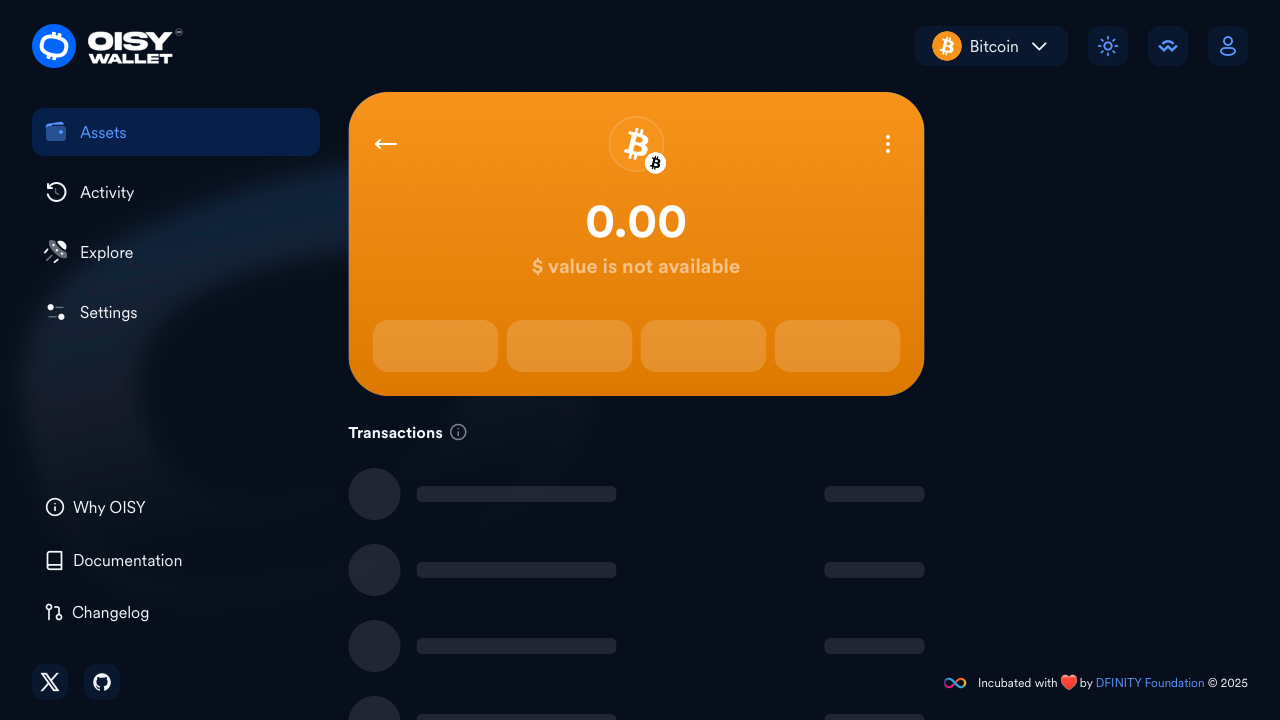 OISY
WALLET
Bitcoin
Assets
Activity
Explore
Settings
Why OISY
Documentation
Changelog
0.00
$ value is not available
Transactions
Incubated with ❤️ by DFINITY Foundation © 2025